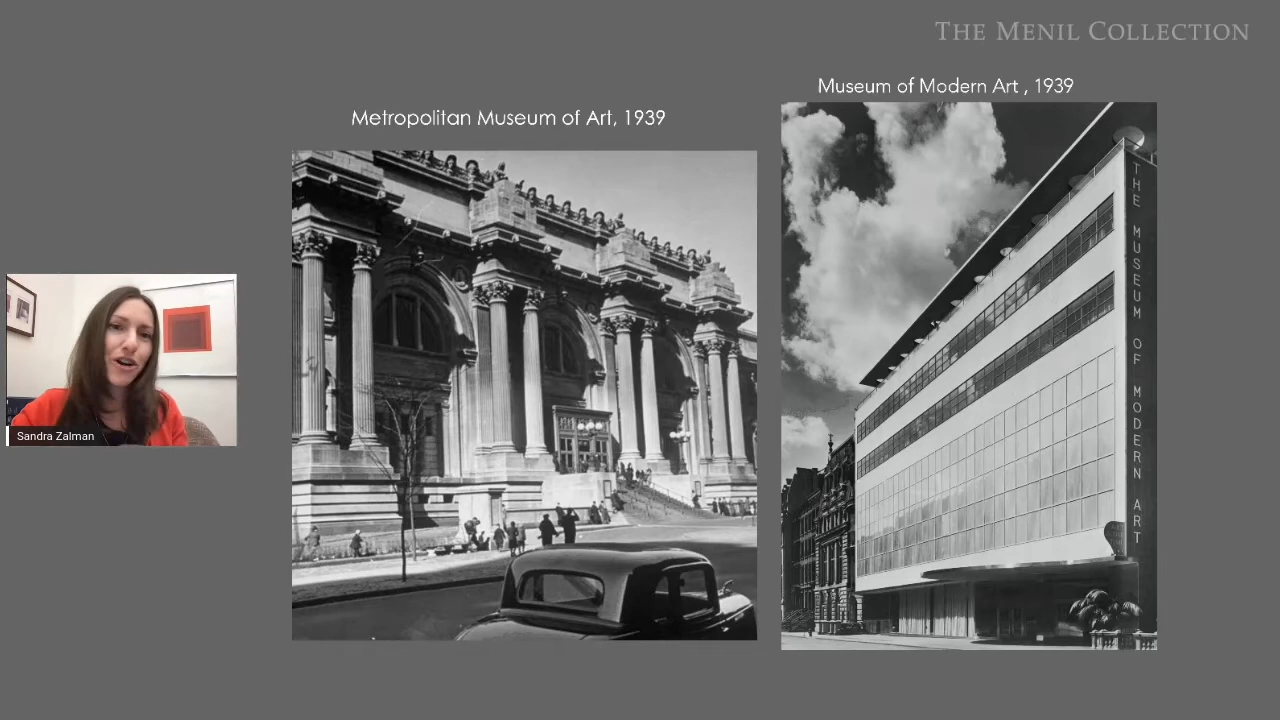 THE MENIL COLLECTION
Museum of Modern Art , 1939
Metropolitan Museum of Art, 1939
THE MUSEUM OF MODERN ART
Sandra Zalman